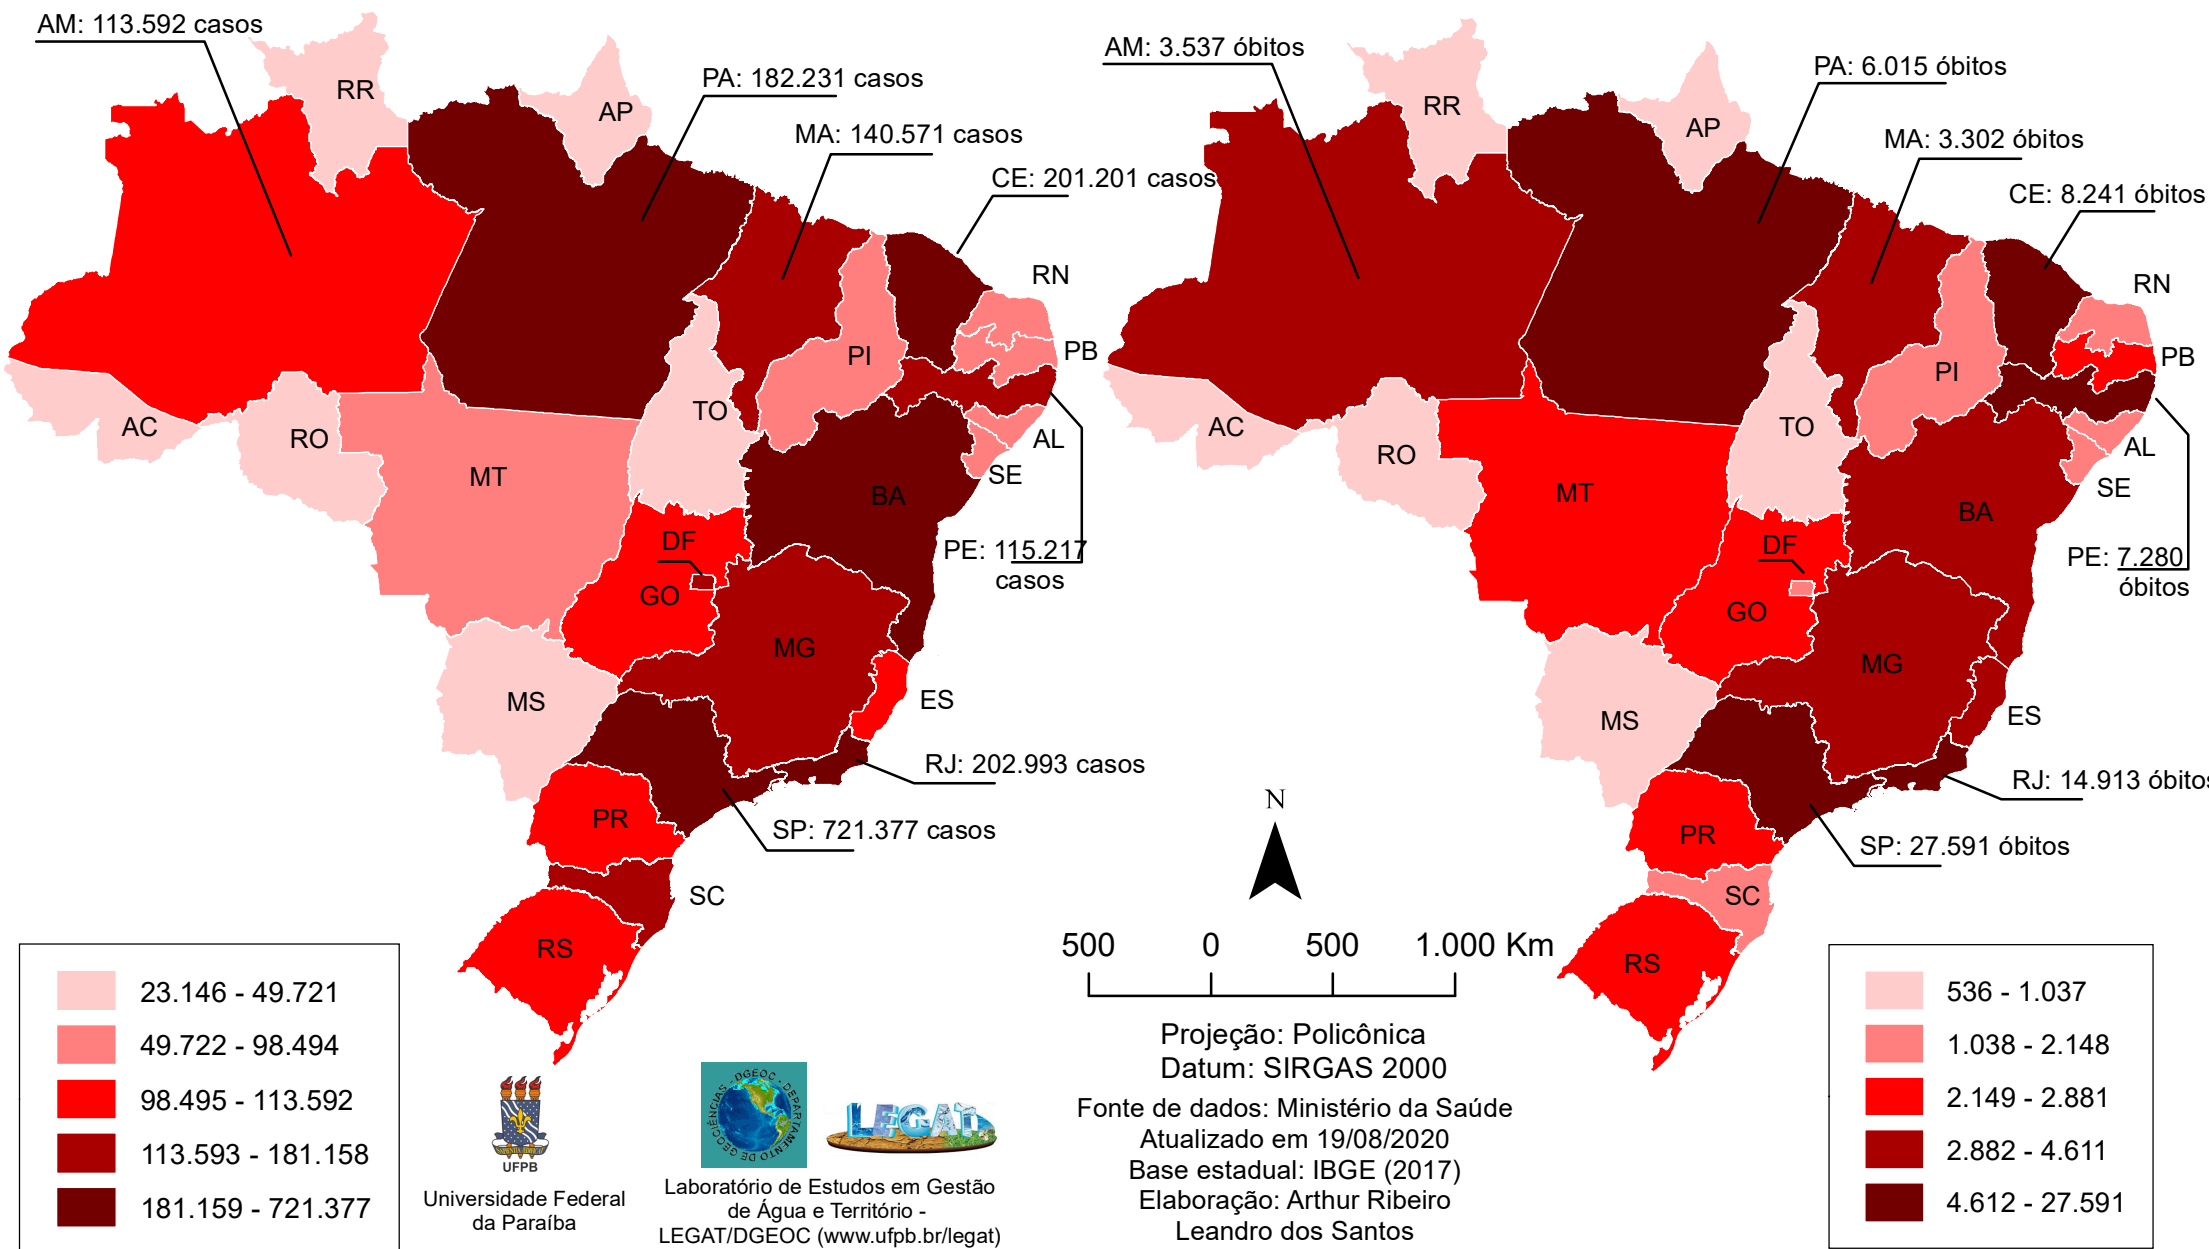 AM: 113.592 casos
RR
AP
PA: 182.231 casos
MA: 140.571 casos
CE: 201.201 casos
RN
PB
PI
TO
AC
RO
MT
AL
SE
BA
DF
GO
PE: 115.217
casos
MG
MS
ES
RJ: 202.993 casos
PR
SP: 721.377 casos
SC
RS
23.146 - 49.721
49.722 - 98.494
98.495 - 113.592
113.593 - 181.158
181.159 - 721.377
UFPB
Universidade Federal
da Paraíba
DGEOC - DEPARTAMENTO DE GEOCIÊNCIAS
LEGAT
Laboratório de Estudos em Gestão
de Água e Território -
LEGAT/DGEOC (www.ufpb.br/legat)
AM: 3.537 óbitos
RR
AP
PA: 6.015 óbitos
MA: 3.302 óbitos
CE: 8.241 óbitos
RN
PB
PI
TO
AC
RO
MT
AL
SE
BA
DF
GO
PE: 7.280
óbitos
MG
MS
ES
RJ: 14.913 óbitos
PR
SP: 27.591 óbitos
SC
RS
N
500 0 500 1.000 Km
Projeção: Policônica
Datum: SIRGAS 2000
Fonte de dados: Ministério da Saúde
Atualizado em 19/08/2020
Base estadual: IBGE (2017)
Elaboração: Arthur Ribeiro
Leandro dos Santos
536 - 1.037
1.038 - 2.148
2.149 - 2.881
2.882 - 4.611
4.612 - 27.591